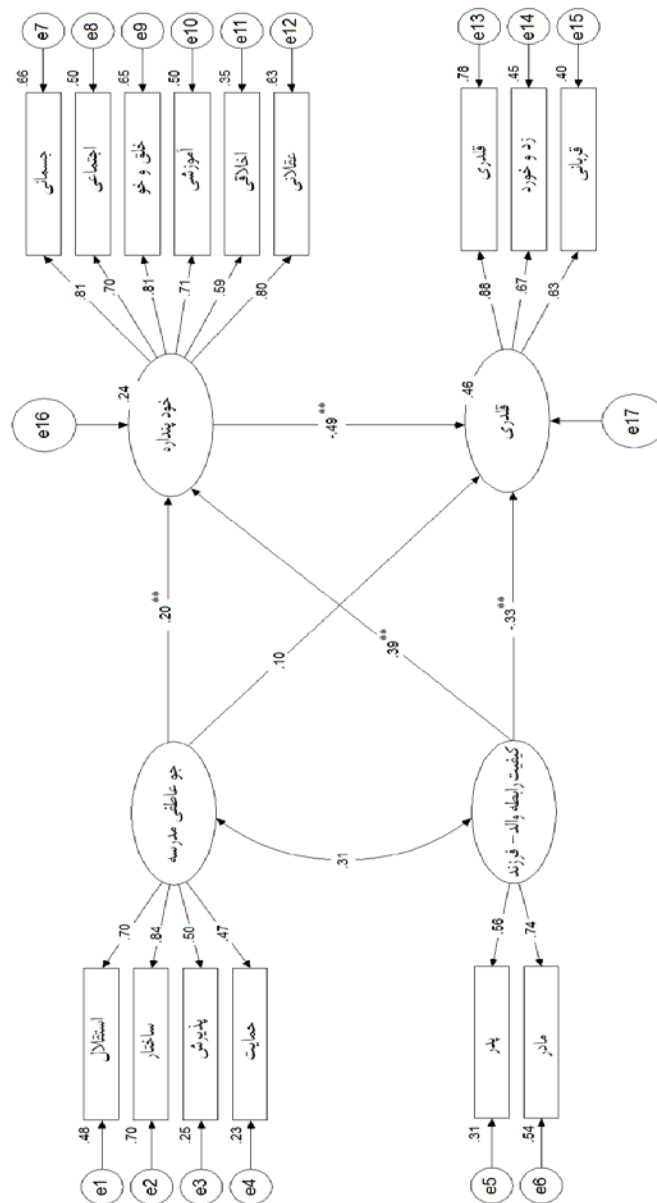 e7
e8
e9
e10
e11
e12
e13
e14
e15
.66
.50
.65
.50
.35
.63
.78
.45
.40
جسمانی
اجتماعی
خلق و خو
آموزشی
اخلاقی
عقلانی
قلدری
زد و خورد
قربانی
.81
.70
.81
.71
.59
.80
.88
.67
.63
e16
.24
خود پنداره
-.49**
.46
قلدری
e17
.20**
.10
.39**
-.33**
جو عاطفی مدرسه
.31
کیفیت رابطه والد - فرزند
.70
.84
.50
.47
.56
.74
استقلال
ساختار
پذیرش
حمایت
پدر
مادر
.48
.70
.25
.23
.31
.54
e1
e2
e3
e4
e5
e6